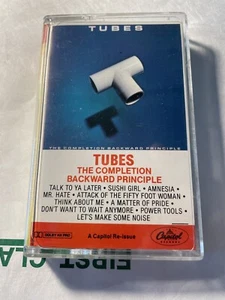 TUBES
THE COMPLETION BACKWARD PRINCIPLE
TUBES
THE COMPLETION
BACKWARD PRINCIPLE
TALK TO YA LATER • SUSHI GIRL • AMNESIA •
MR. HATE • ATTACK OF THE FIFTY FOOT WOMAN •
THINK ABOUT ME • A MATTER OF PRIDE •
DON'T WANT TO WAIT ANYMORE • POWER TOOLS •
LET'S MAKE SOME NOISE
A Capitol Re-Issue
Capitol
FIRST CLA